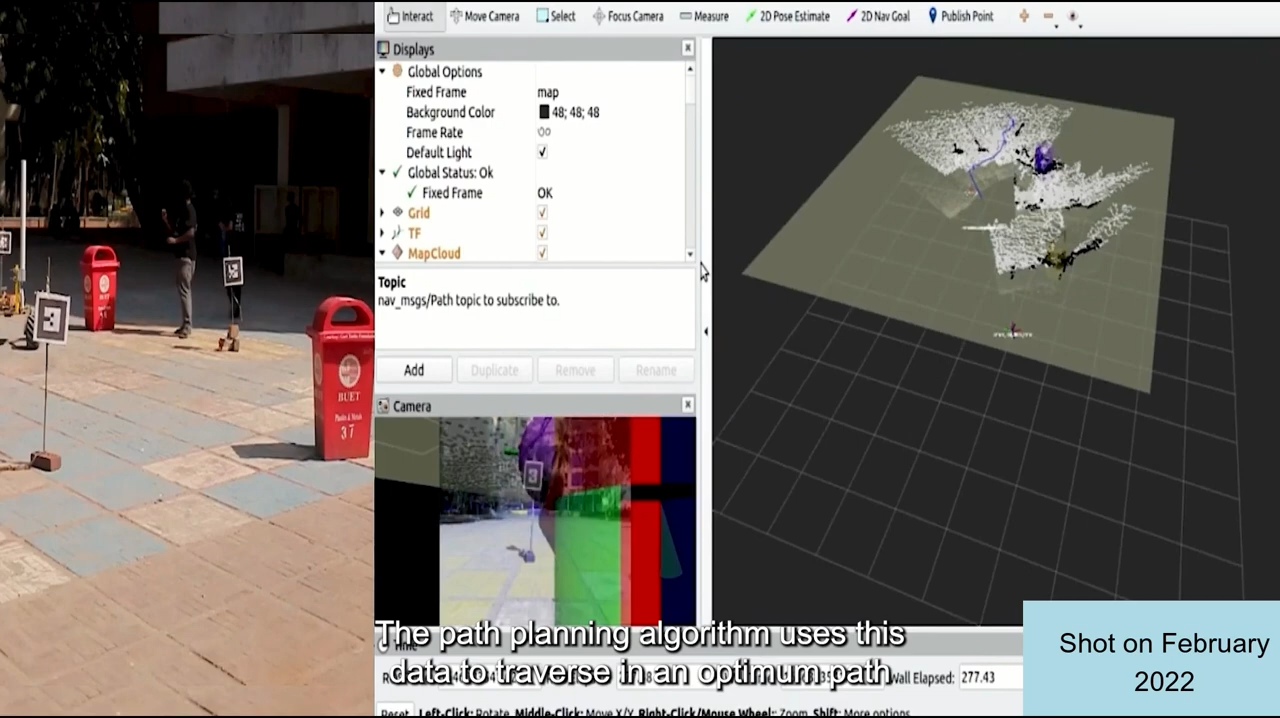 Interact Move Camera Select Focus Camera Measure 2D Pose Estimate 2D Nav Goal Publish Point
Displays
Global Options
Fixed Frame map
Background Color 48; 48; 48
Frame Rate
Default Light ✓
Global Status: Ok
Fixed Frame OK
Grid
TF
MapCloud
Topic
nav_msgs/Path topic to subscribe to.
Add Duplicate Remove Rename
Camera
BUET
37
3
The path planning algorithm uses this
data to traverse in an optimum path
Wall Elapsed: 277.43
Reset Left-Click: Rotate. Middle-Click: Move X/Y. Right-Click/Mouse Wheel: Zoom. Shift: More options.
Shot on February
2022